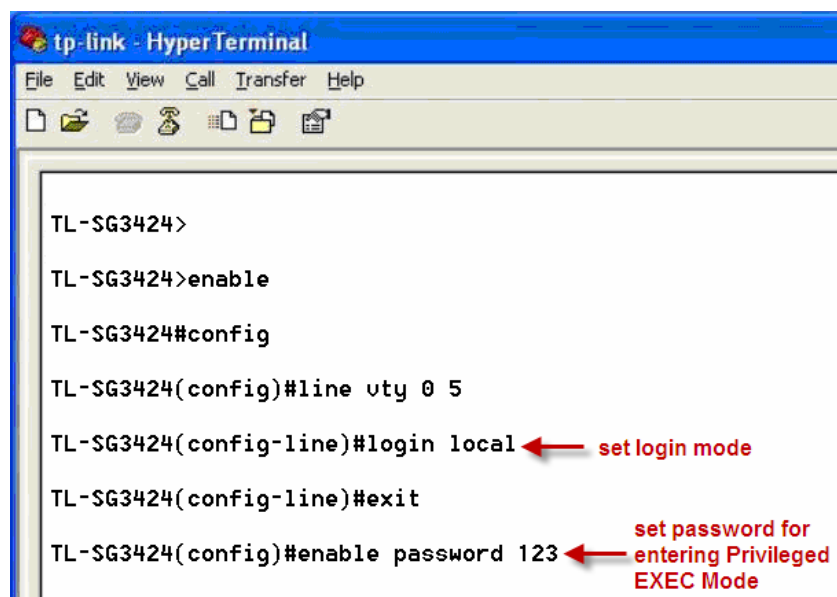 tp-link - HyperTerminal
File Edit View Call Transfer Help
TL-SG3424>
TL-SG3424>enable
TL-SG3424#config
TL-SG3424(config)#line vty 0 5
TL-SG3424(config-line)#login local
set login mode
TL-SG3424(config-line)#exit
TL-SG3424(config)#enable password 123
set password for
entering Privileged
EXEC Mode